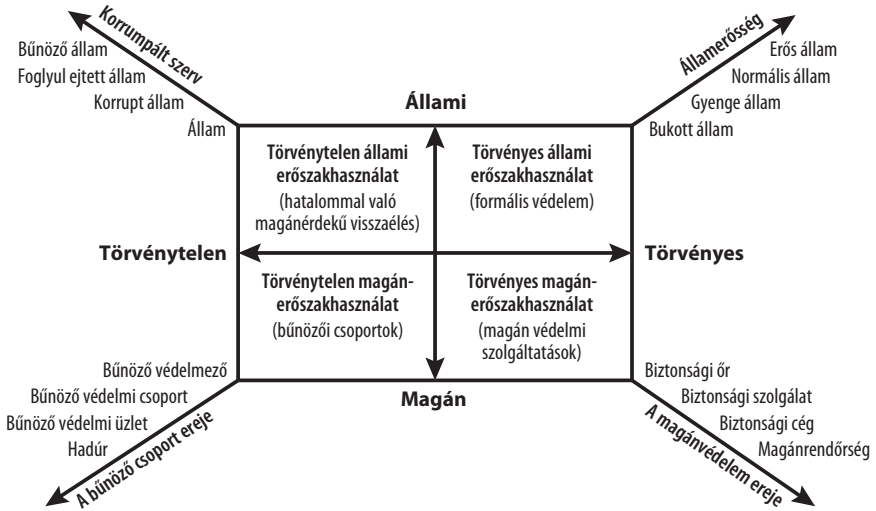 Korrumpált szerv
Bűnöző állam
Foglyul ejtett állam
Korrupt állam
Állam
Államerősség
Erős állam
Normális állam
Gyenge állam
Bukott állam
Állami
Törvénytelen állami
erőszakhasználat
(hatalommal való
magánérdekű visszaélés)
Törvényes állami
erőszakhasználat
(formális védelem)
Törvénytelen
Törvényes
Törvénytelen magán-
erőszakhasználat
(bűnözői csoportok)
Törvényes magán-
erőszakhasználat
(magán védelmi
szolgáltatások)
Magán
Bűnöző védelmező
Bűnöző védelmi csoport
Bűnöző védelmi üzlet
Hadúr
A bűnöző csoport ereje
Biztonsági őr
Biztonsági szolgálat
Biztonsági cég
Magánrendőrség
A magánvédelem ereje